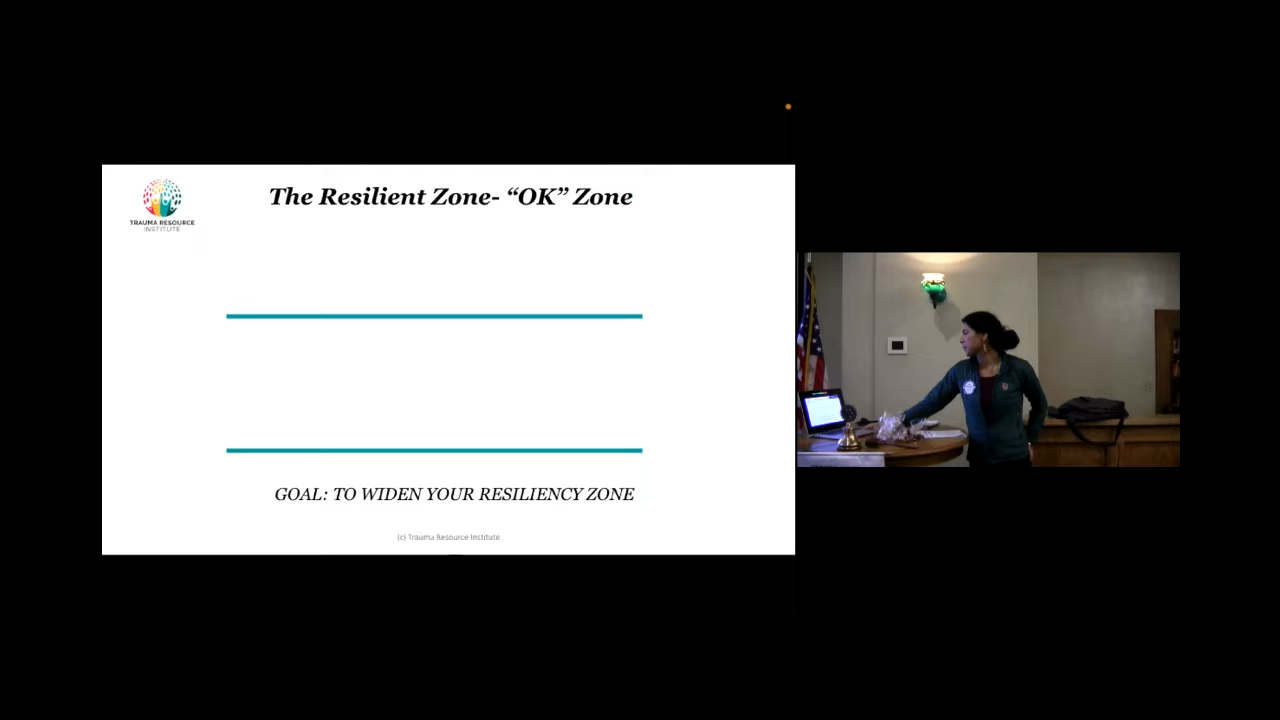 The Resilient Zone- “OK” Zone
TRAUMA RESOURCE
INSTITUTE
GOAL: TO WIDEN YOUR RESILIENCY ZONE
(c) Trauma Resource Institute